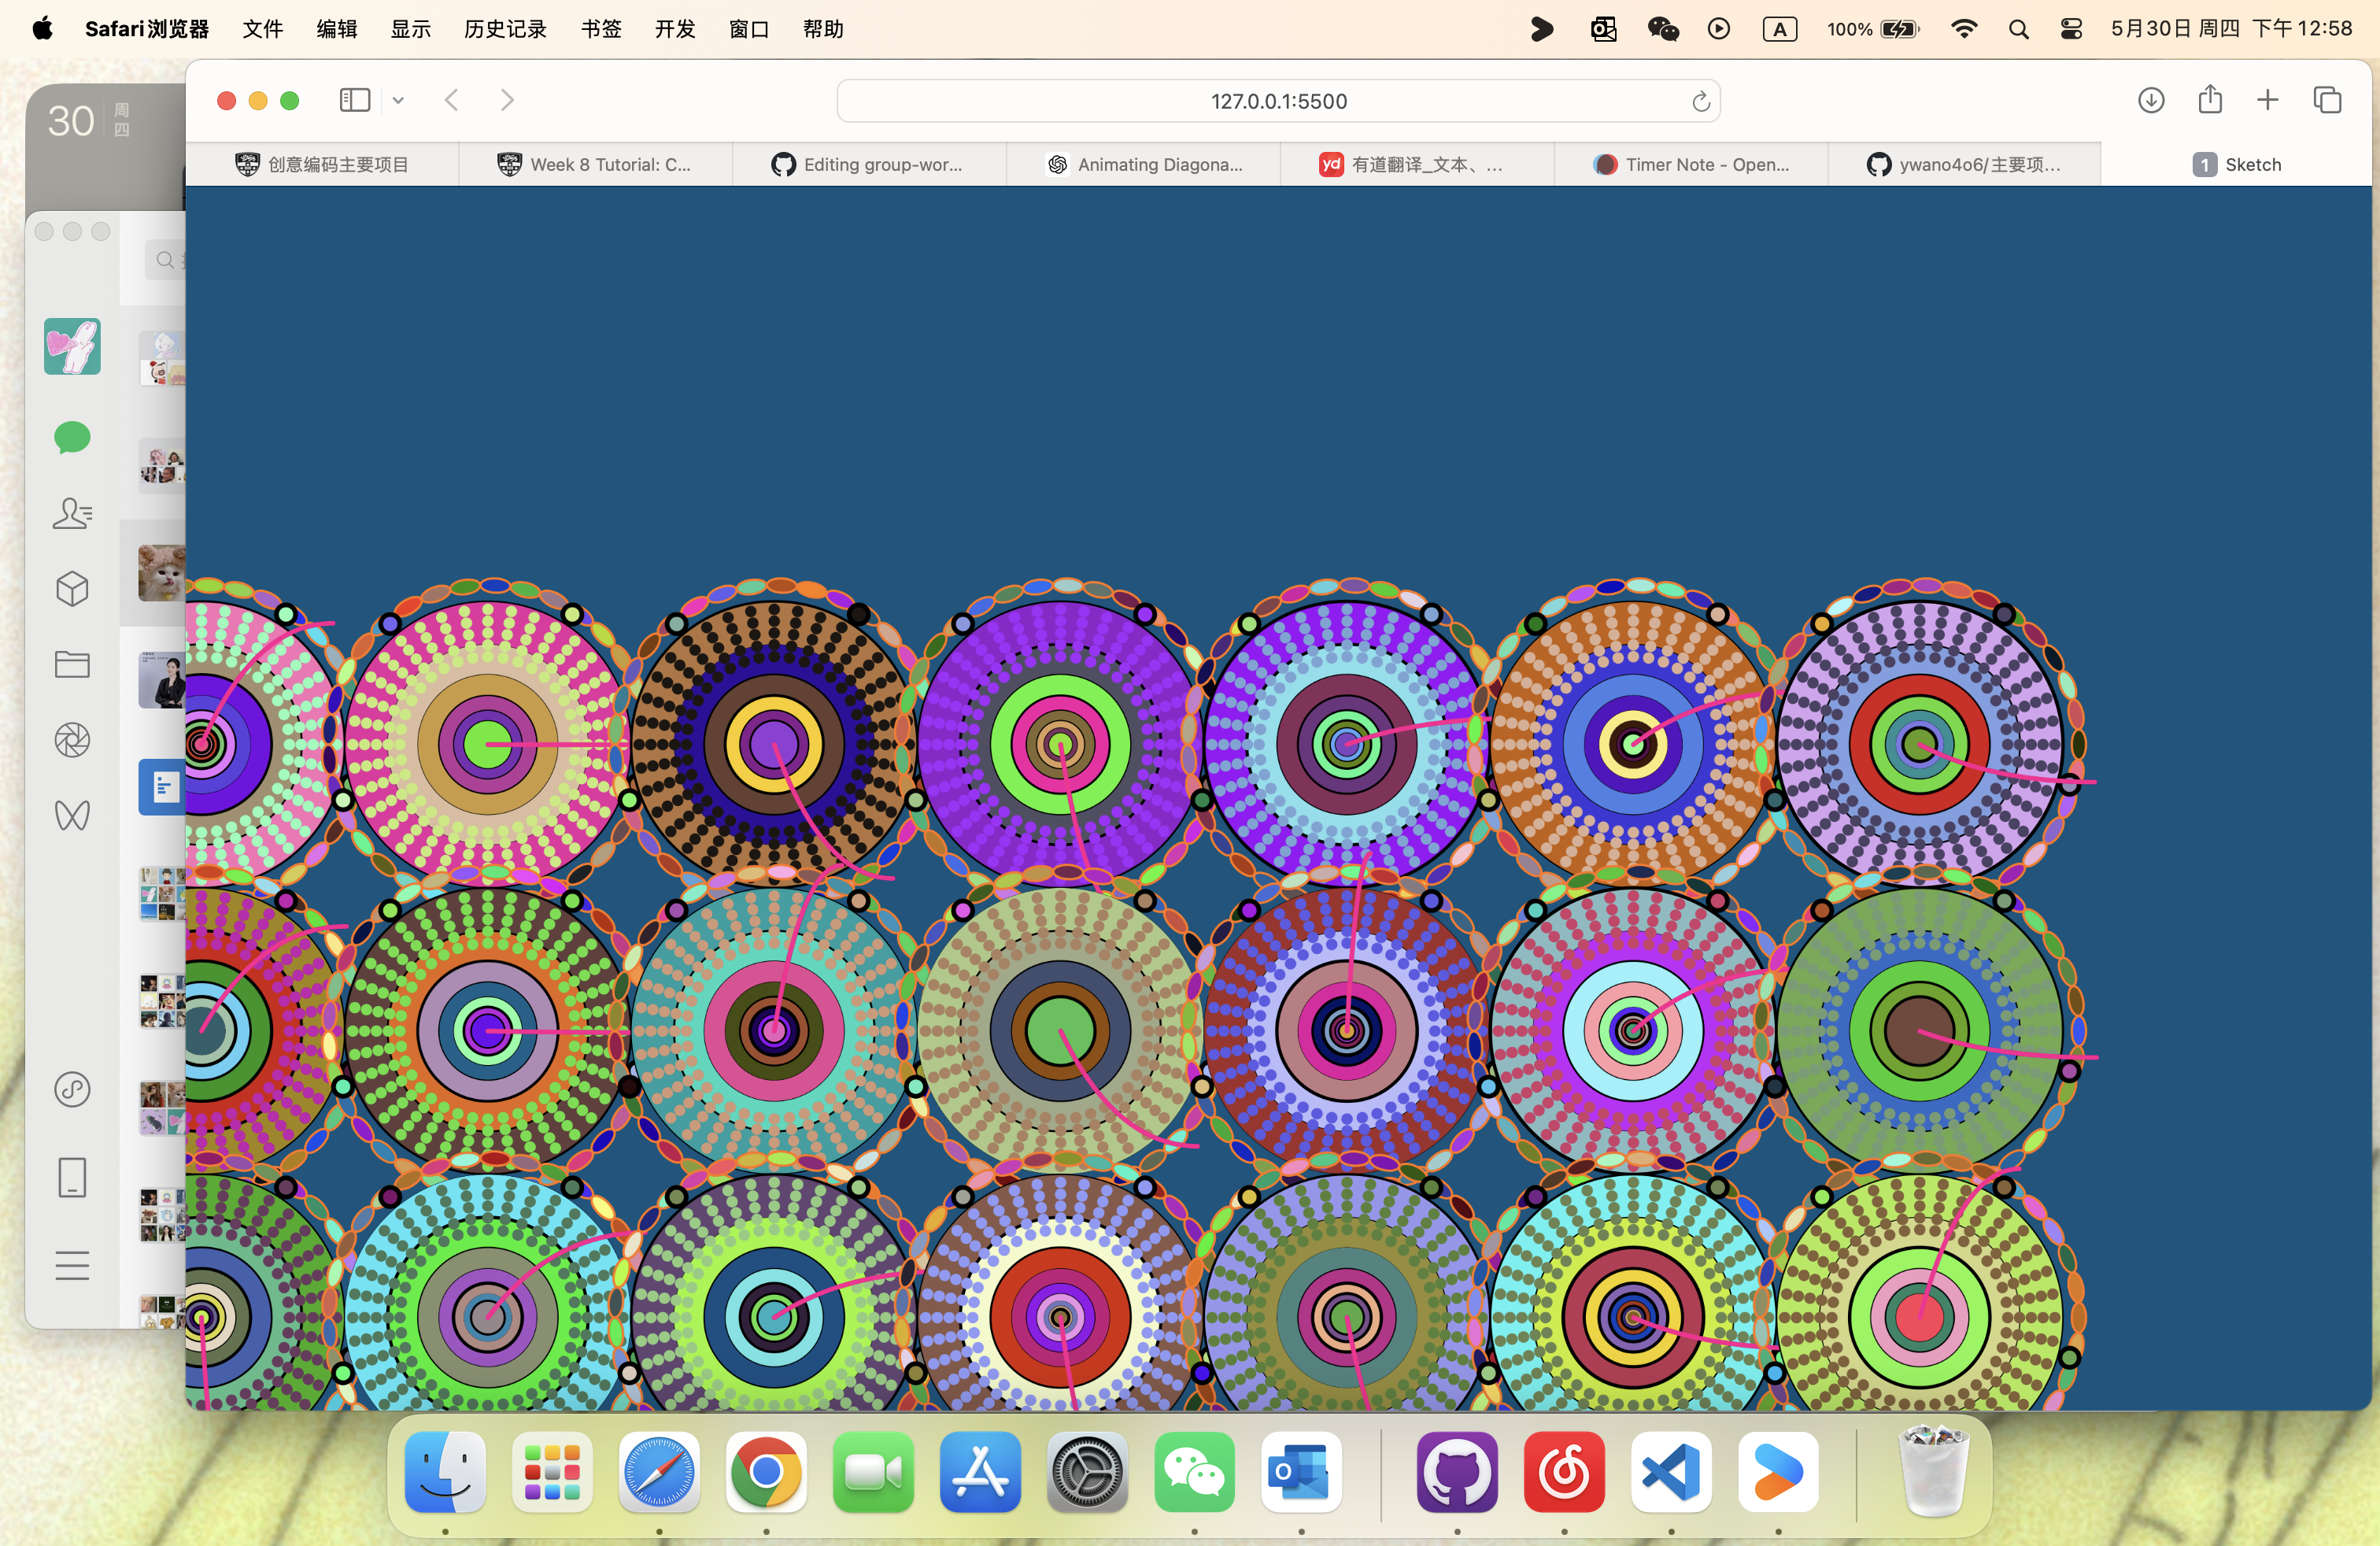 Safari浏览器 文件 编辑 显示 历史记录 书签 开发 窗口 帮助 A 100% 5月30日 周四 下午 12:58
30 周四
127.0.0.1:5500
创意编码主要项目 Week 8 Tutorial: C... Editing group-wor... Animating Diagona... yd 有道翻译_文本、... Timer Note - Open... ywano4o6/主要项... 1 Sketch